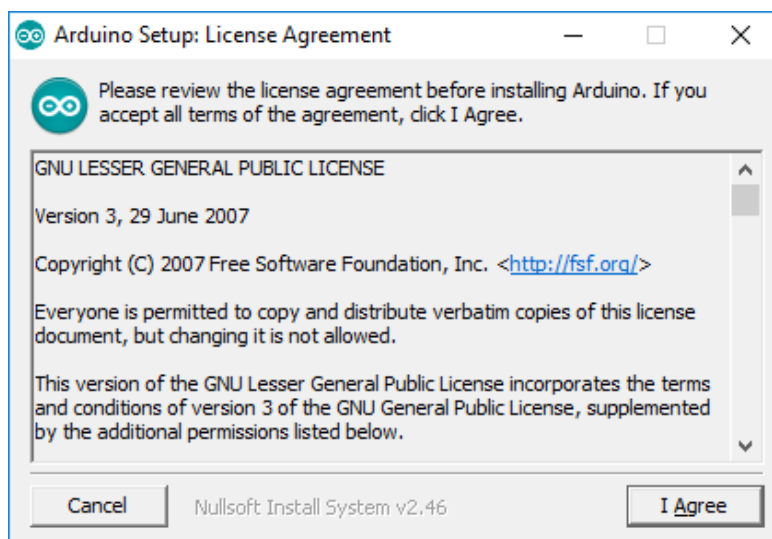 Arduino Setup: License Agreement
Please review the license agreement before installing Arduino. If you
accept all terms of the agreement, click I Agree.
GNU LESSER GENERAL PUBLIC LICENSE
Version 3, 29 June 2007
Copyright (C) 2007 Free Software Foundation, Inc. <http://fsf.org/>
Everyone is permitted to copy and distribute verbatim copies of this license
document, but changing it is not allowed.
This version of the GNU Lesser General Public License incorporates the terms
and conditions of version 3 of the GNU General Public License, supplemented
by the additional permissions listed below.
Cancel
Nullsoft Install System v2.46
I Agree